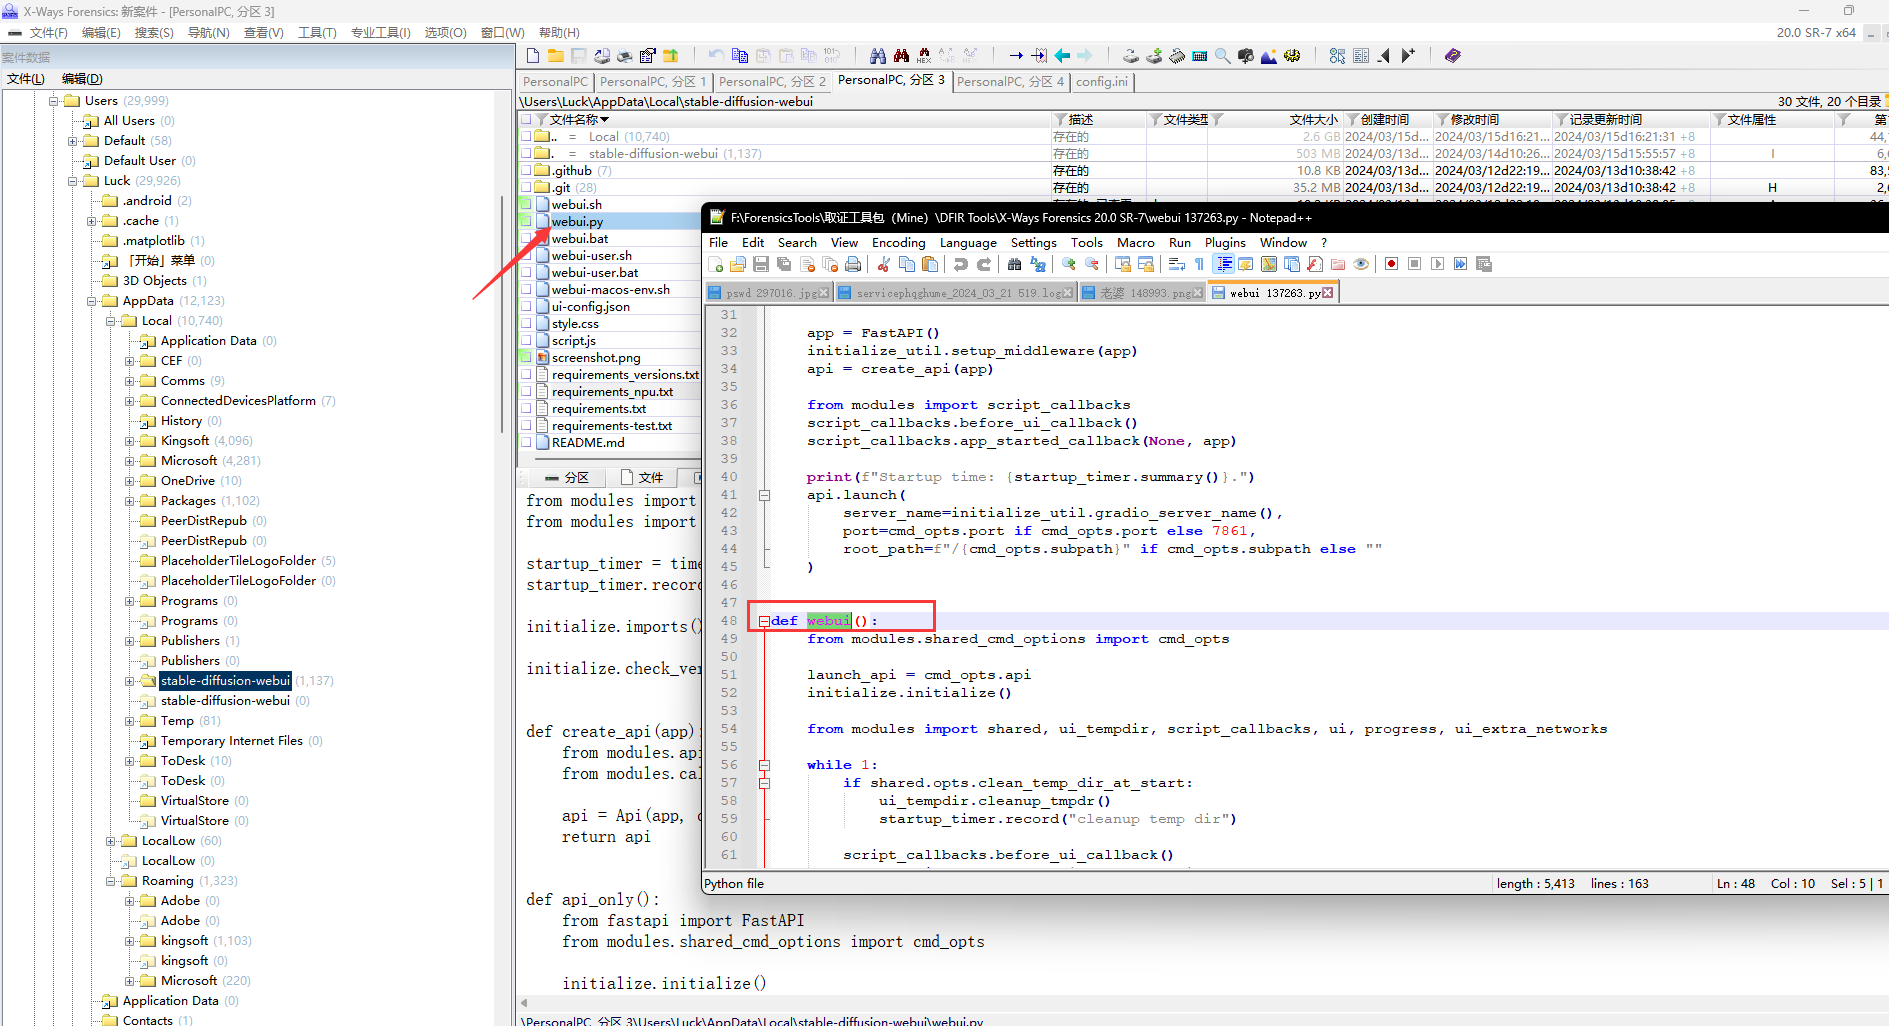 X-Ways Forensics: 新案件 - [PersonalPC, 分区 3]
文件(F) 编辑(E) 搜索(S) 导航(N) 查看(V) 工具(T) 专业工具(I) 选项(O) 窗口(W) 帮助(H)
20.0 SR-7 x64
案件数据
文件(L) 编辑(D)
Users (29,999)
All Users (0)
Default (58)
Default User (0)
Luck (29,926)
.android (2)
.cache (1)
.matplotlib (1)
「开始」菜单 (0)
3D Objects (1)
AppData (12,123)
Local (10,740)
Application Data (0)
CEF (0)
Comms (9)
ConnectedDevicesPlatform (7)
History (0)
Kingsoft (4,096)
Microsoft (4,281)
OneDrive (10)
Packages (1,102)
PeerDistRepub (0)
PeerDistRepub (0)
PlaceholderTileLogoFolder (5)
PlaceholderTileLogoFolder (0)
Programs (0)
Programs (0)
Publishers (1)
Publishers (0)
stable-diffusion-webui (1,137)
stable-diffusion-webui (0)
Temp (81)
Temporary Internet Files (0)
ToDesk (10)
ToDesk (0)
VirtualStore (0)
VirtualStore (0)
LocalLow (60)
LocalLow (0)
Roaming (1,323)
Adobe (0)
Adobe (0)
kingsoft (1,103)
kingsoft (0)
Microsoft (220)
Application Data (0)
Contacts (1)
PersonalPC PersonalPC, 分区 1 PersonalPC, 分区 2 PersonalPC, 分区 3 PersonalPC, 分区 4 config.ini
\Users\Luck\AppData\Local\stable-diffusion-webui
30 文件, 20 个目录
文件名称 描述 文件类型 文件大小 创建时间 修改时间 记录更新时间 文件属性 第
.. = Local (10,740) 存在的 2.6 GB 2024/03/15d... 2024/03/15d16:21... 2024/03/15d16:21:31 +8 44,
. = stable-diffusion-webui (1,137) 存在的 503 MB 2024/03/13d... 2024/03/14d10:26... 2024/03/15d15:55:57 +8 I 6,
.github (7) 存在的 10.8 KB 2024/03/13d... 2024/03/12d22:19... 2024/03/13d10:38:42 +8 83,
.git (28) 存在的 35.2 MB 2024/03/13d... 2024/03/12d22:19... 2024/03/13d10:38:42 +8 H 2,
webui.sh
webui.py
webui.bat
webui-user.sh
webui-user.bat
webui-macos-env.sh
ui-config.json
style.css
script.js
screenshot.png
requirements_versions.txt
requirements_npu.txt
requirements.txt
requirements-test.txt
README.md
分区 文件
from modules import
from modules import
startup_timer = time
startup_timer.record
initialize.imports()
initialize.check_ver
def create_api(app):
from modules.api
from modules.cal
api = Api(app,
return api
def api_only():
from fastapi import FastAPI
from modules.shared_cmd_options import cmd_opts
initialize.initialize()
\PersonalPC, 分区 3\Users\Luck\AppData\Local\stable-diffusion-webui\webui.py
F:\ForensicsTools\取证工具包（Mine）\DFIR Tools\X-Ways Forensics 20.0 SR-7\webui 137263.py - Notepad++
File Edit Search View Encoding Language Settings Tools Macro Run Plugins Window ?
pswd 297016.jpg servicephqghume_2024_03_21 519.log 老婆 148993.png webui 137263.py
31
32 app = FastAPI()
33 initialize_util.setup_middleware(app)
34 api = create_api(app)
35
36 from modules import script_callbacks
37 script_callbacks.before_ui_callback()
38 script_callbacks.app_started_callback(None, app)
39
40 print(f"Startup time: {startup_timer.summary()}.")
41 api.launch(
42 server_name=initialize_util.gradio_server_name(),
43 port=cmd_opts.port if cmd_opts.port else 7861,
44 root_path=f"/{cmd_opts.subpath}" if cmd_opts.subpath else ""
45 )
46
47
48 def webui():
49 from modules.shared_cmd_options import cmd_opts
50
51 launch_api = cmd_opts.api
52 initialize.initialize()
53
54 from modules import shared, ui_tempdir, script_callbacks, ui, progress, ui_extra_networks
55
56 while 1:
57 if shared.opts.clean_temp_dir_at_start:
58 ui_tempdir.cleanup_tmpdr()
59 startup_timer.record("cleanup temp dir")
60
61 script_callbacks.before_ui_callback()
Python file length : 5,413 lines : 163 Ln : 48 Col : 10 Sel : 5 | 1